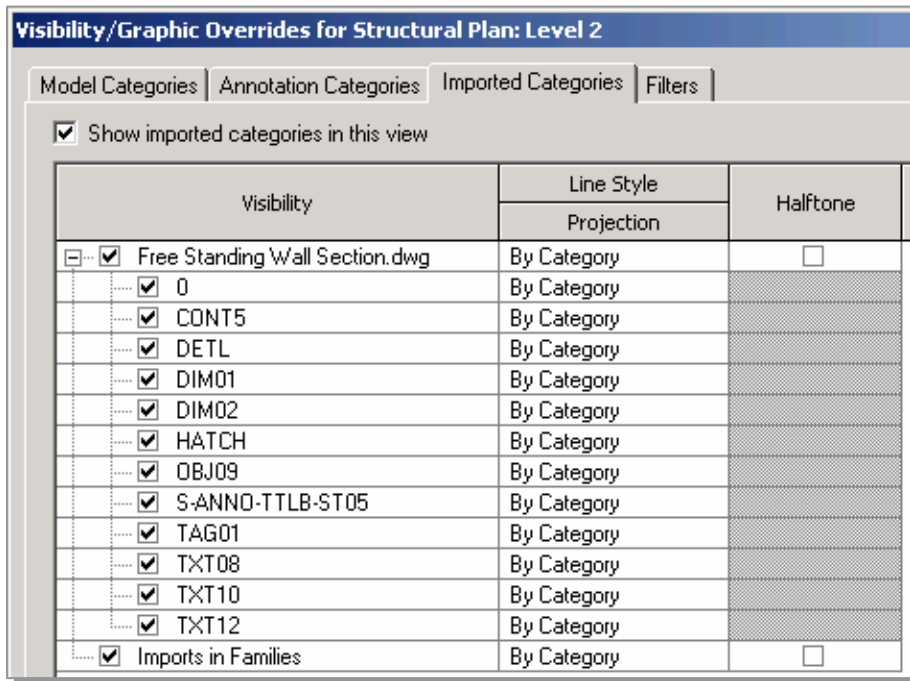 Visibility/Graphic Overrides for Structural Plan: Level 2
Model Categories Annotation Categories Imported Categories Filters
Show imported categories in this view
Visibility Line Style Halftone
Projection
Free Standing Wall Section.dwg By Category
0 By Category
CONT5 By Category
DETL By Category
DIM01 By Category
DIM02 By Category
HATCH By Category
OBJ09 By Category
S-ANNO-TTLB-ST05 By Category
TAG01 By Category
TXT08 By Category
TXT10 By Category
TXT12 By Category
Imports in Families By Category